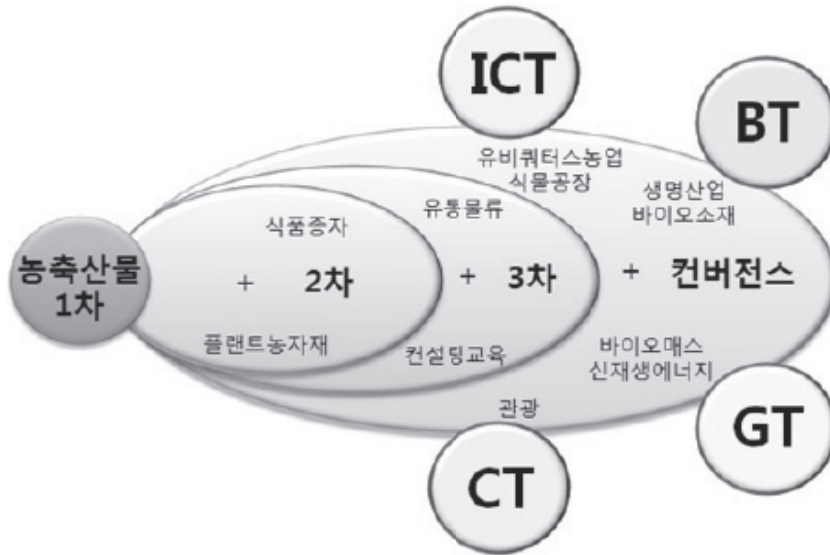 ICT
BT
유비쿼터스농업
식물공장
생명산업
바이오소재
식품종자
유통물류
농축산물
1차
+ 2차
+ 3차
+ 컨버전스
플랜트농자재
컨설팅교육
바이오매스
신재생에너지
관광
CT
GT